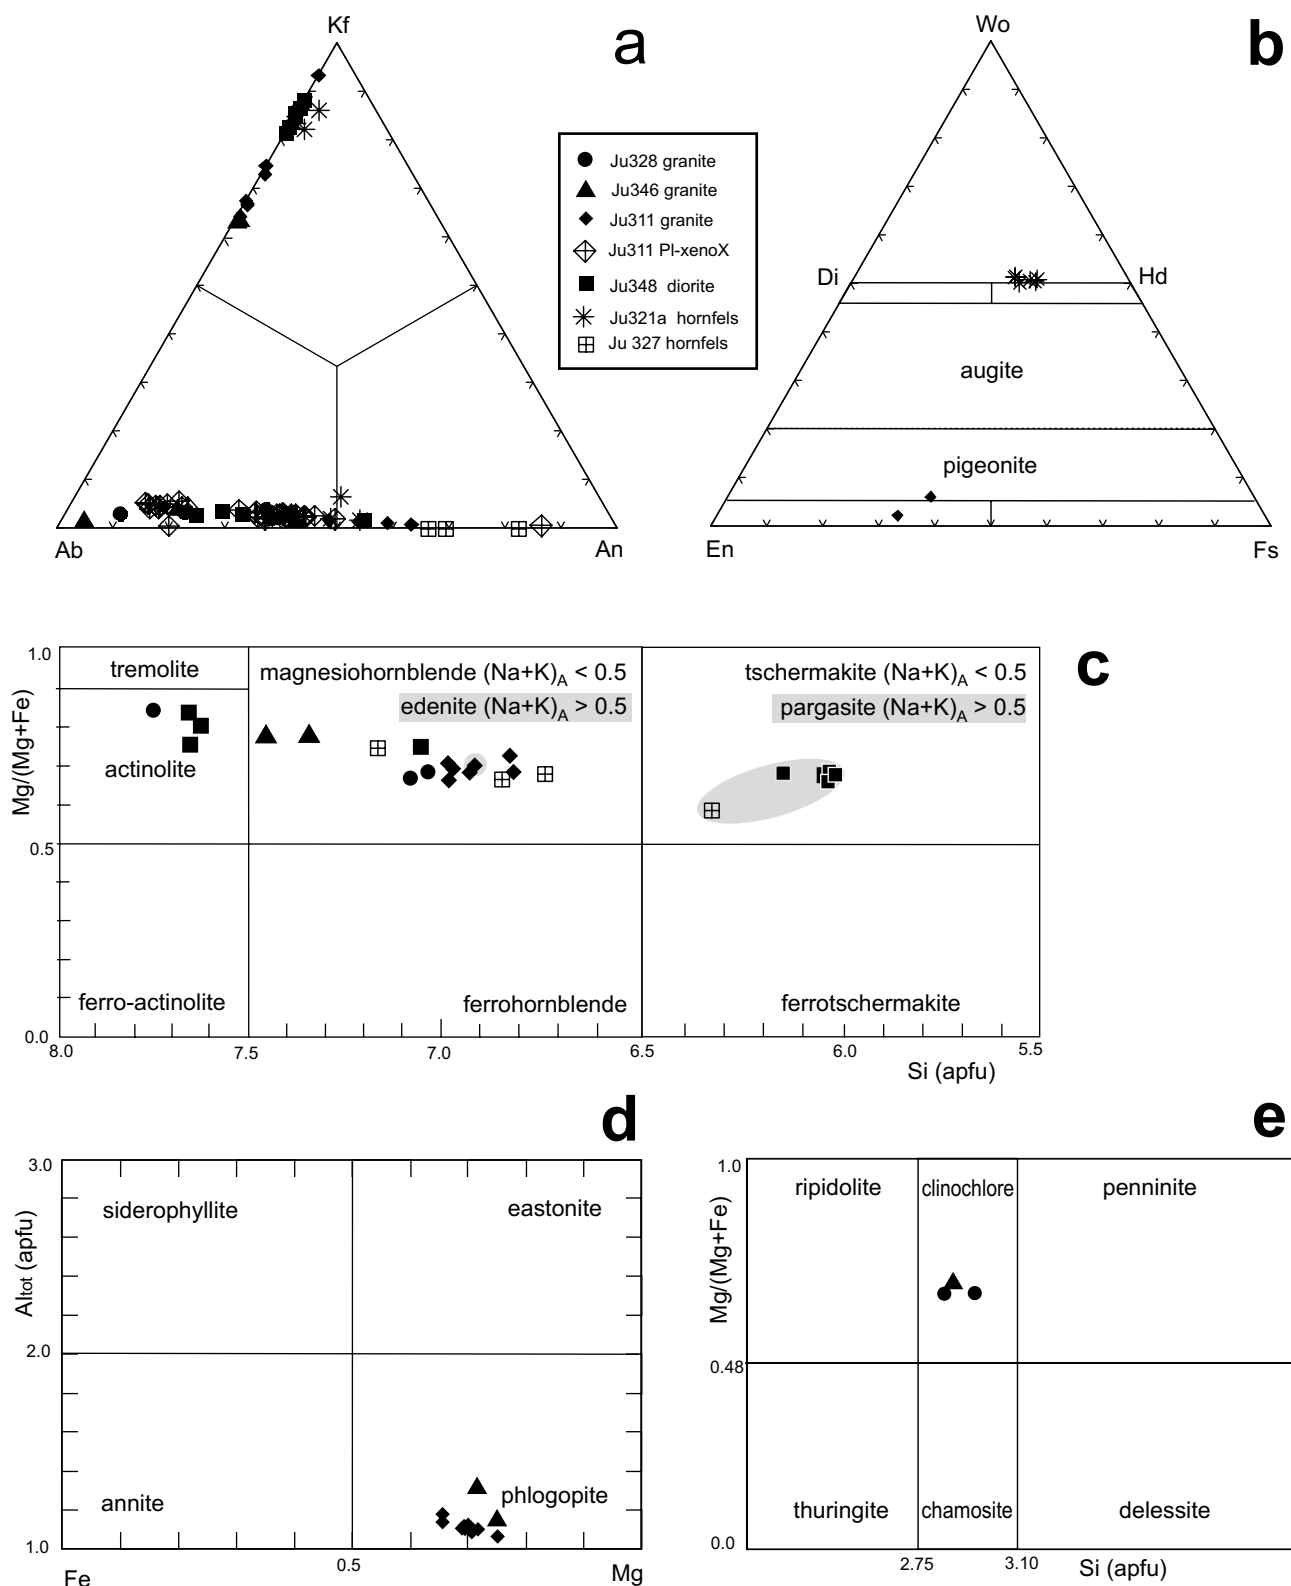 a
Kf
Ab
An
Ju328 granite
Ju346 granite
Ju311 granite
Ju311 Pl-xenoX
Ju348 diorite
Ju321a hornfels
Ju 327 hornfels
b
Wo
Di
Hd
augite
pigeonite
En
Fs
c
1.0
tremolite
magnesiohornblende (Na+K)A < 0.5
tschermakite (Na+K)A < 0.5
edenite (Na+K)A > 0.5
pargasite (Na+K)A > 0.5
Mg/(Mg+Fe)
actinolite
0.5
ferro-actinolite
ferrohornblende
ferrotschermakite
0.0
8.0
7.5
7.0
6.5
6.0
5.5
Si (apfu)
d
3.0
siderophyllite
eastonite
Altot (apfu)
2.0
annite
phlogopite
1.0
Fe
0.5
Mg
e
1.0
ripidolite
clinochlore
penninite
Mg/(Mg+Fe)
0.48
thuringite
chamosite
delessite
0.0
2.75
3.10
Si (apfu)